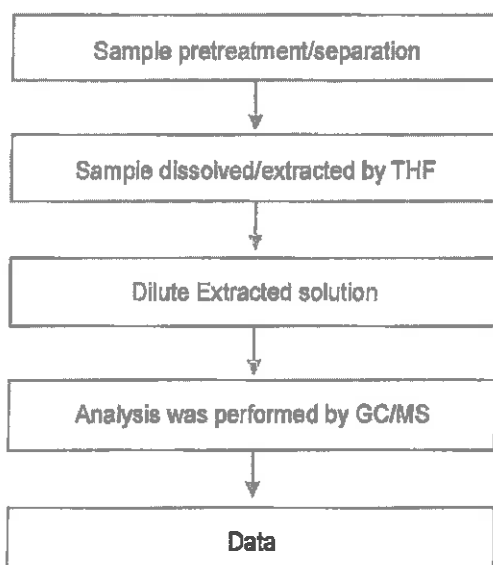 Sample pretreatment/separation
Sample dissolved/extracted by THF
Dilute Extracted solution
Analysis was performed by GC/MS
Data